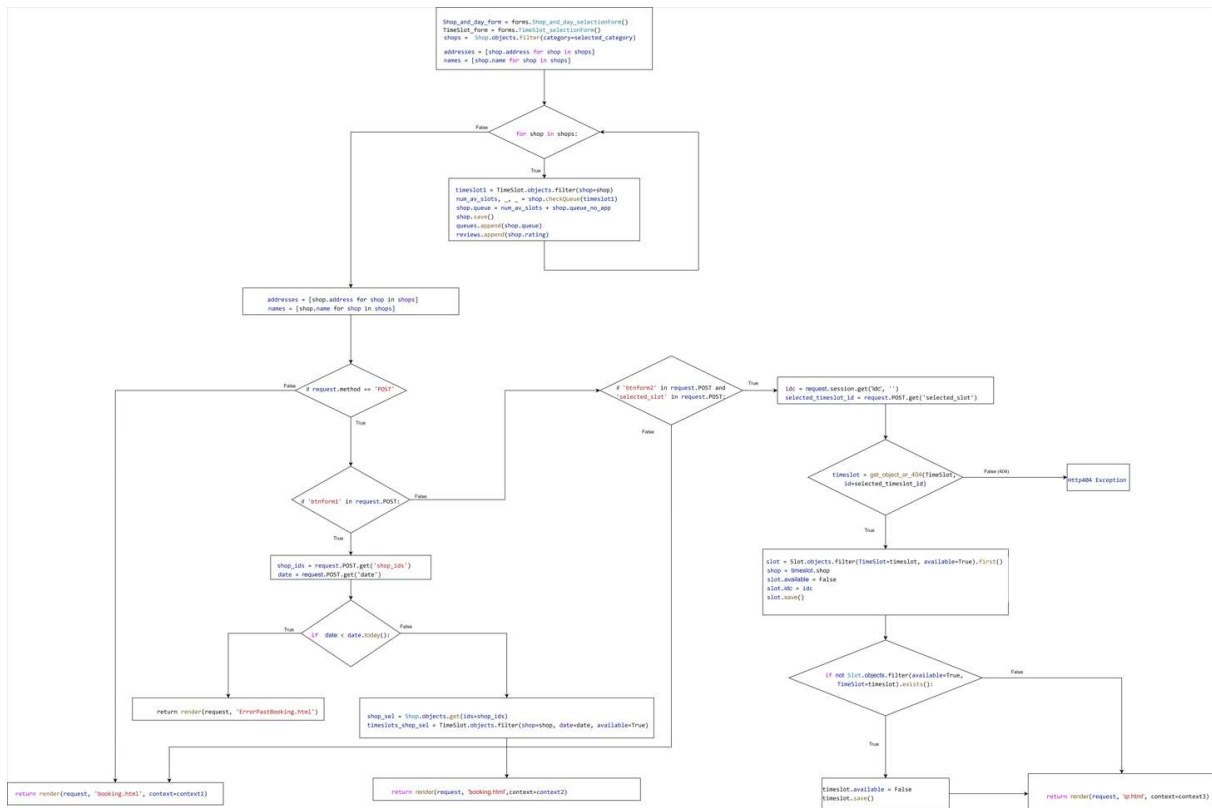 Shop_and_day_form = forms.Shop_and_day_selectionForm()
TimeSlot_form = forms.TimeSlot_selectionForm()
shops = Shop.objects.filter(category=selected_category)
addresses = [shop.address for shop in shops]
names = [shop.name for shop in shops]
False
for shop in shops:
True
timeslot1 = TimeSlot.objects.filter(shop=shop)
num_av_slots, _, _ = shop.checkQueue(timeslot1)
shop.queue = num_av_slots + shop.queue_no_app
shop.save()
queues.append(shop.queue)
reviews.append(shop.rating)
addresses = [shop.address for shop in shops]
names = [shop.name for shop in shops]
False
if request.method == 'POST'
True
if 'btnform2' in request.POST and
'selected_slot' in request.POST:
True
False
idc = request.session.get('idc', '')
selected_timeslot_id = request.POST.get('selected_slot')
timeslot = get_object_or_404(TimeSlot,
id=selected_timeslot_id)
False (404)
Http404 Exception
True
if 'btnform1' in request.POST:
False
True
shop_ids = request.POST.get('shop_ids')
date = request.POST.get('date')
slot = Slot.objects.filter(TimeSlot=timeslot, available=True).first()
shop = timeslot.shop
slot.available = False
slot.idc = idc
slot.save()
True
if date < date.today():
False
if not Slot.objects.filter(available=True,
TimeSlot=timeslot).exists():
False
True
return render(request, 'ErrorPastBooking.html')
shop_sel = Shop.objects.get(ids=shop_ids)
timeslots_shop_sel = TimeSlot.objects.filter(shop=shop, date=date, available=True)
return render(request, 'booking.html', context=context1)
return render(request, 'booking.html',context=context2)
timeslot.available = False
timeslot.save()
return render(request, 'qr.html', context=context3)